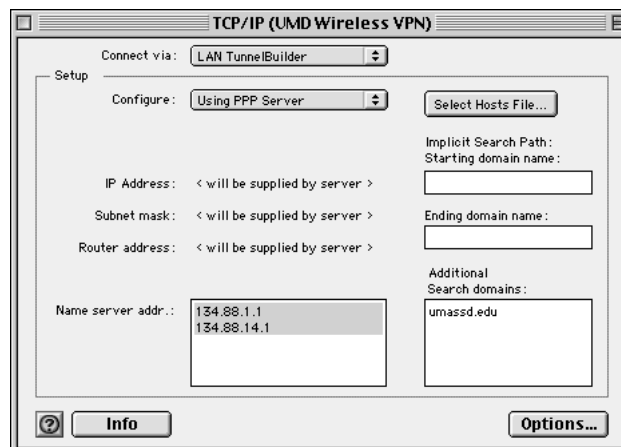 TCP/IP (UMD Wireless VPN)
Connect via: LAN TunnelBuilder
Setup
Configure: Using PPP Server
Select Hosts File...
Implicit Search Path:
Starting domain name:
IP Address: < will be supplied by server >
Subnet mask: < will be supplied by server >
Ending domain name:
Router address: < will be supplied by server >
Additional
Search domains:
Name server addr.: 134.88.1.1
134.88.14.1
umassd.edu
? Info
Options...